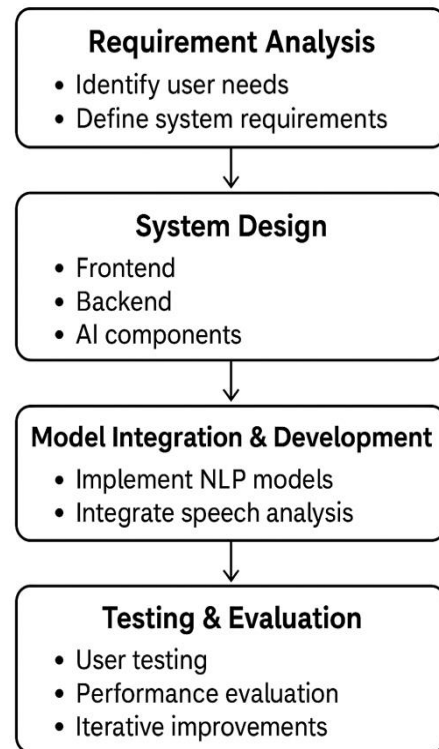 Requirement Analysis
• Identify user needs
• Define system requirements
System Design
• Frontend
• Backend
• AI components
Model Integration & Development
• Implement NLP models
• Integrate speech analysis
Testing & Evaluation
• User testing
• Performance evaluation
• Iterative improvements